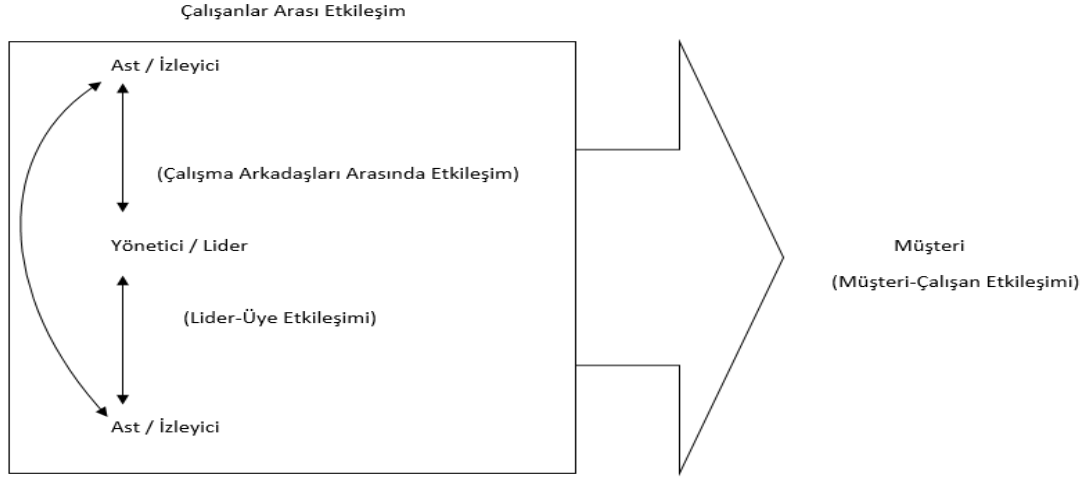 Çalışanlar Arası Etkileşim
Ast / İzleyici
(Çalışma Arkadaşları Arasında Etkileşim)
Yönetici / Lider
Müşteri
(Müşteri-Çalışan Etkileşimi)
(Lider-Üye Etkileşimi)
Ast / İzleyici